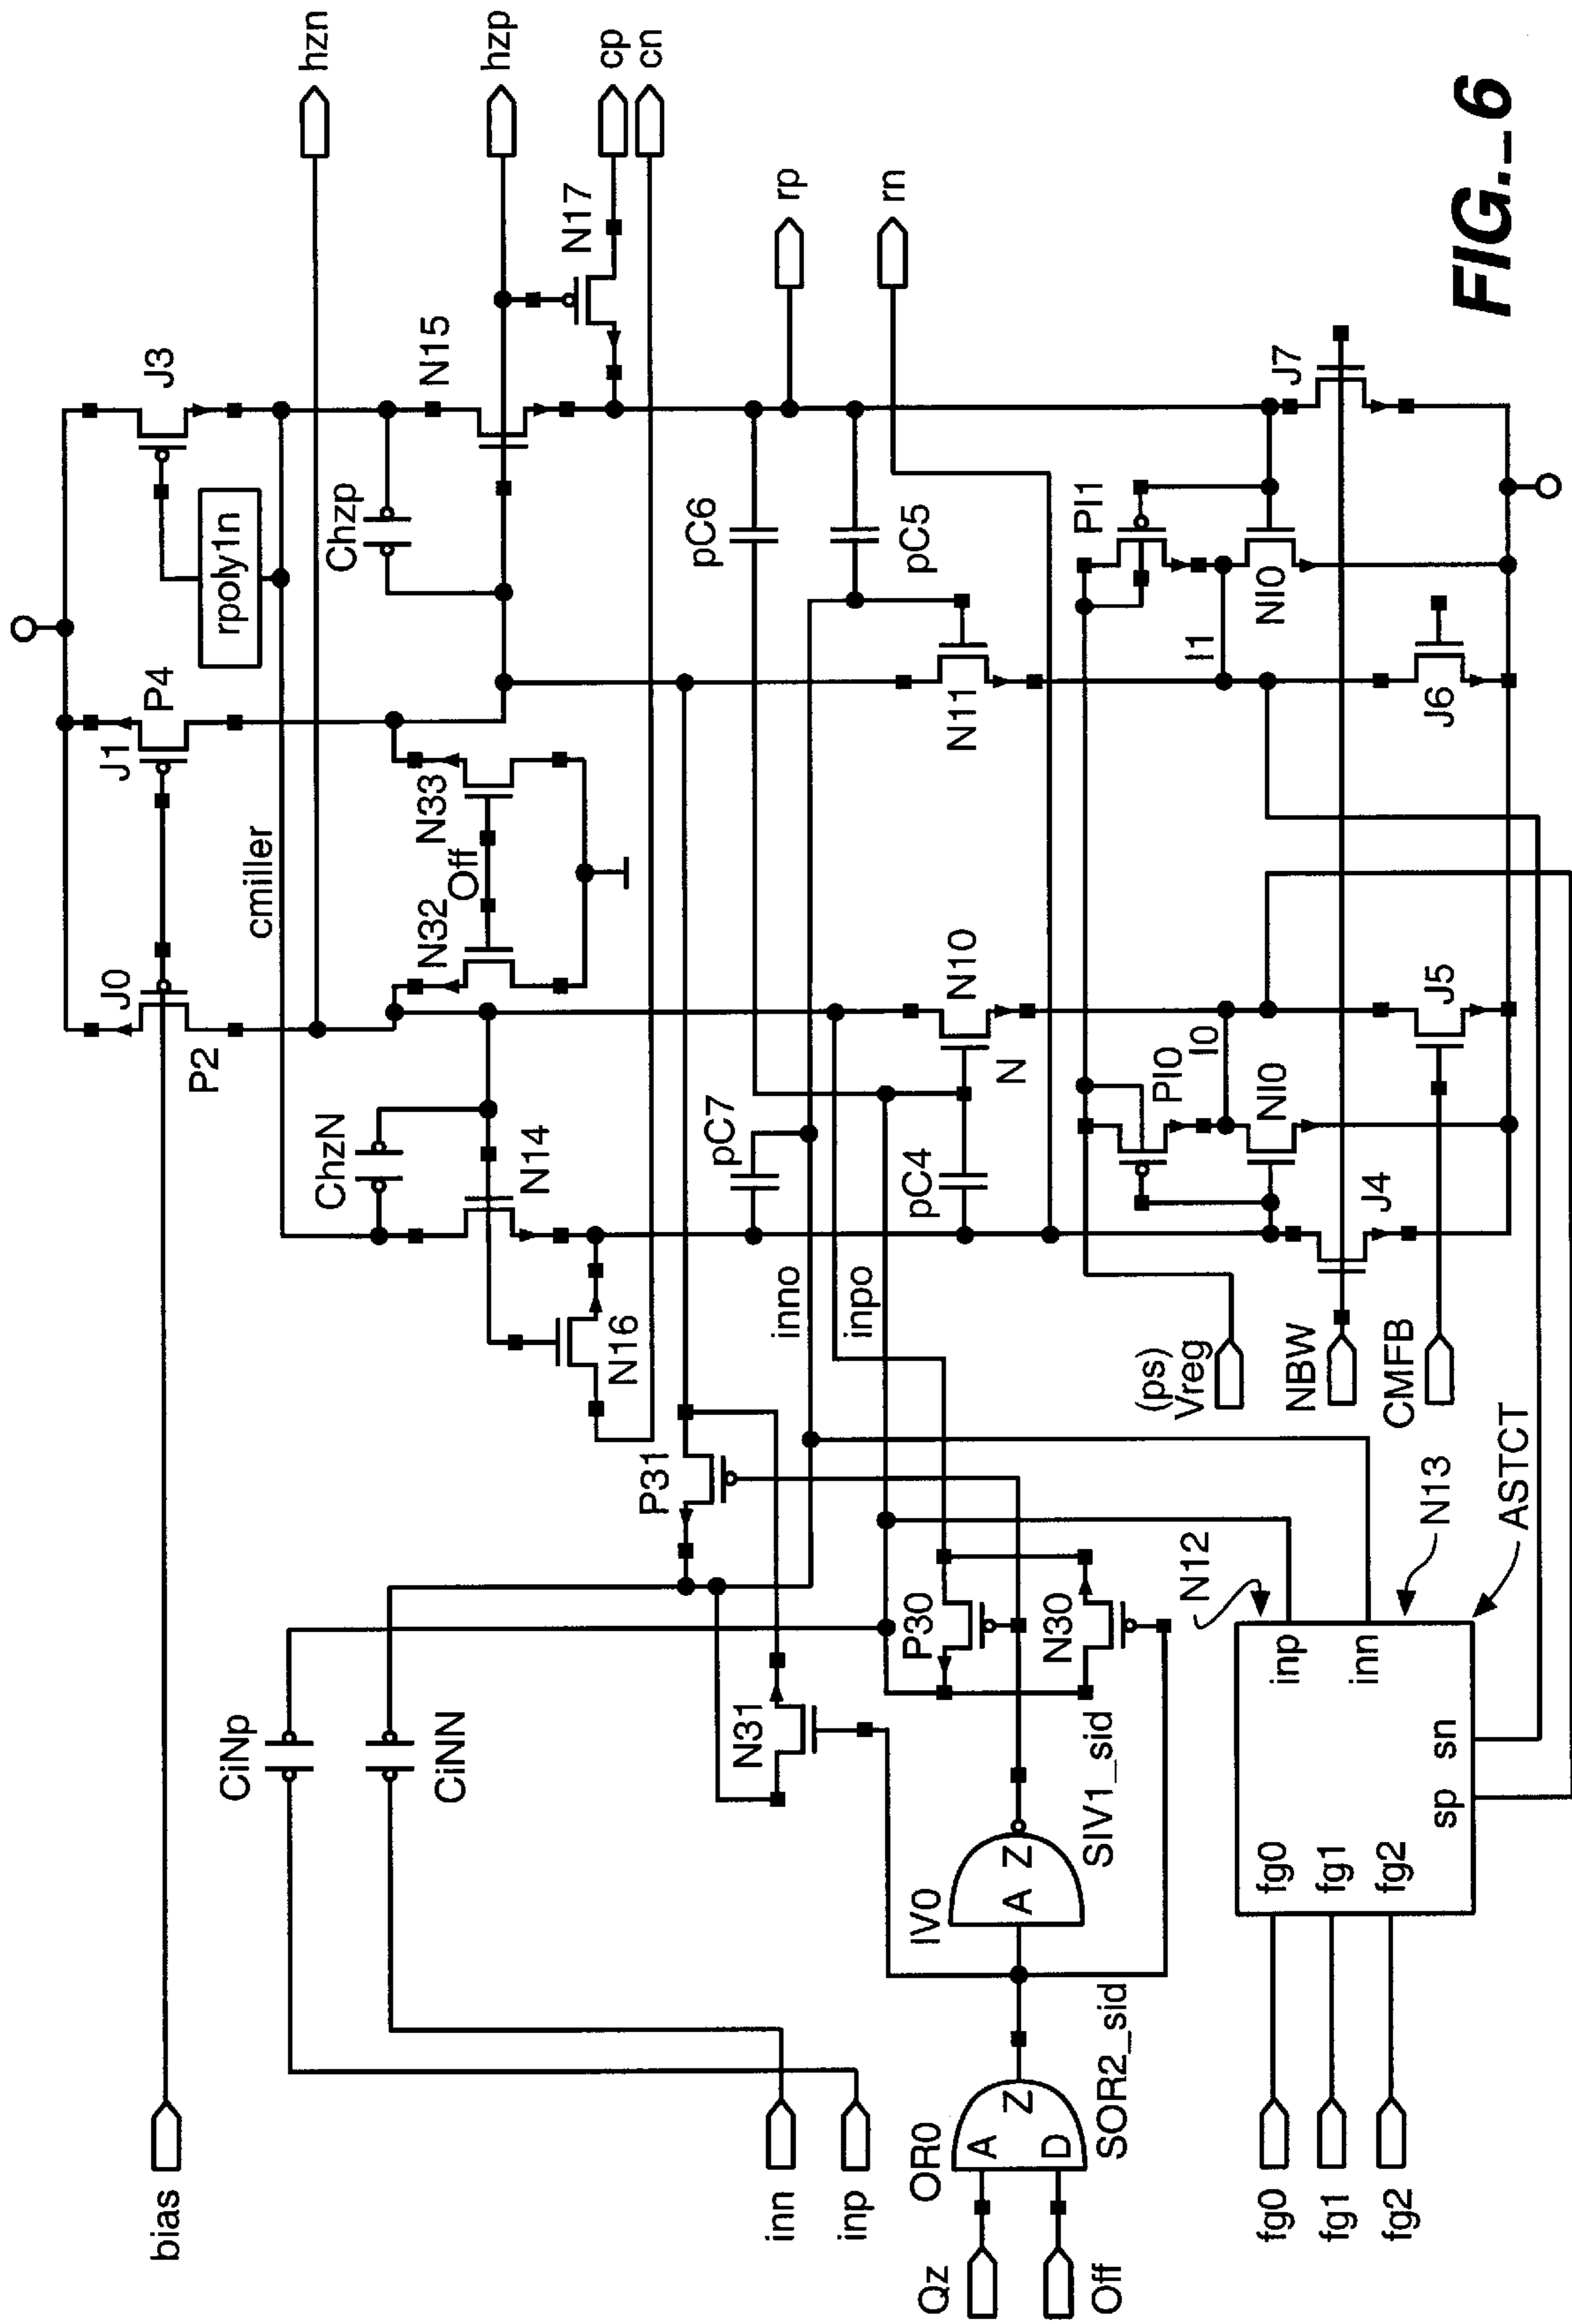 bias
inn
inp
Qz
Off
OR0
A
D
Z
SOR2_sid
IV0
A
Z
SIV1_sid
fg0
fg1
fg2
fg0
fg1
fg2
sp
sn
inp
inn
N12
N13
ASTCT
CiNp
CiNN
N31
P31
P30
N30
N16
inno
inpo
(ps)
Vreg
NBW
CMFB
ChzN
N14
pC7
pC4
N
N10
PI0
I0
NI0
J4
J5
P2
J0
cmiller
N32
Off
N33
J1
P4
rpoly1n
J3
Chzp
N15
N17
pC6
pC5
N11
I1
PI1
NI0
J6
J7
hzn
hzp
cp
cn
rp
rn
FIG._6